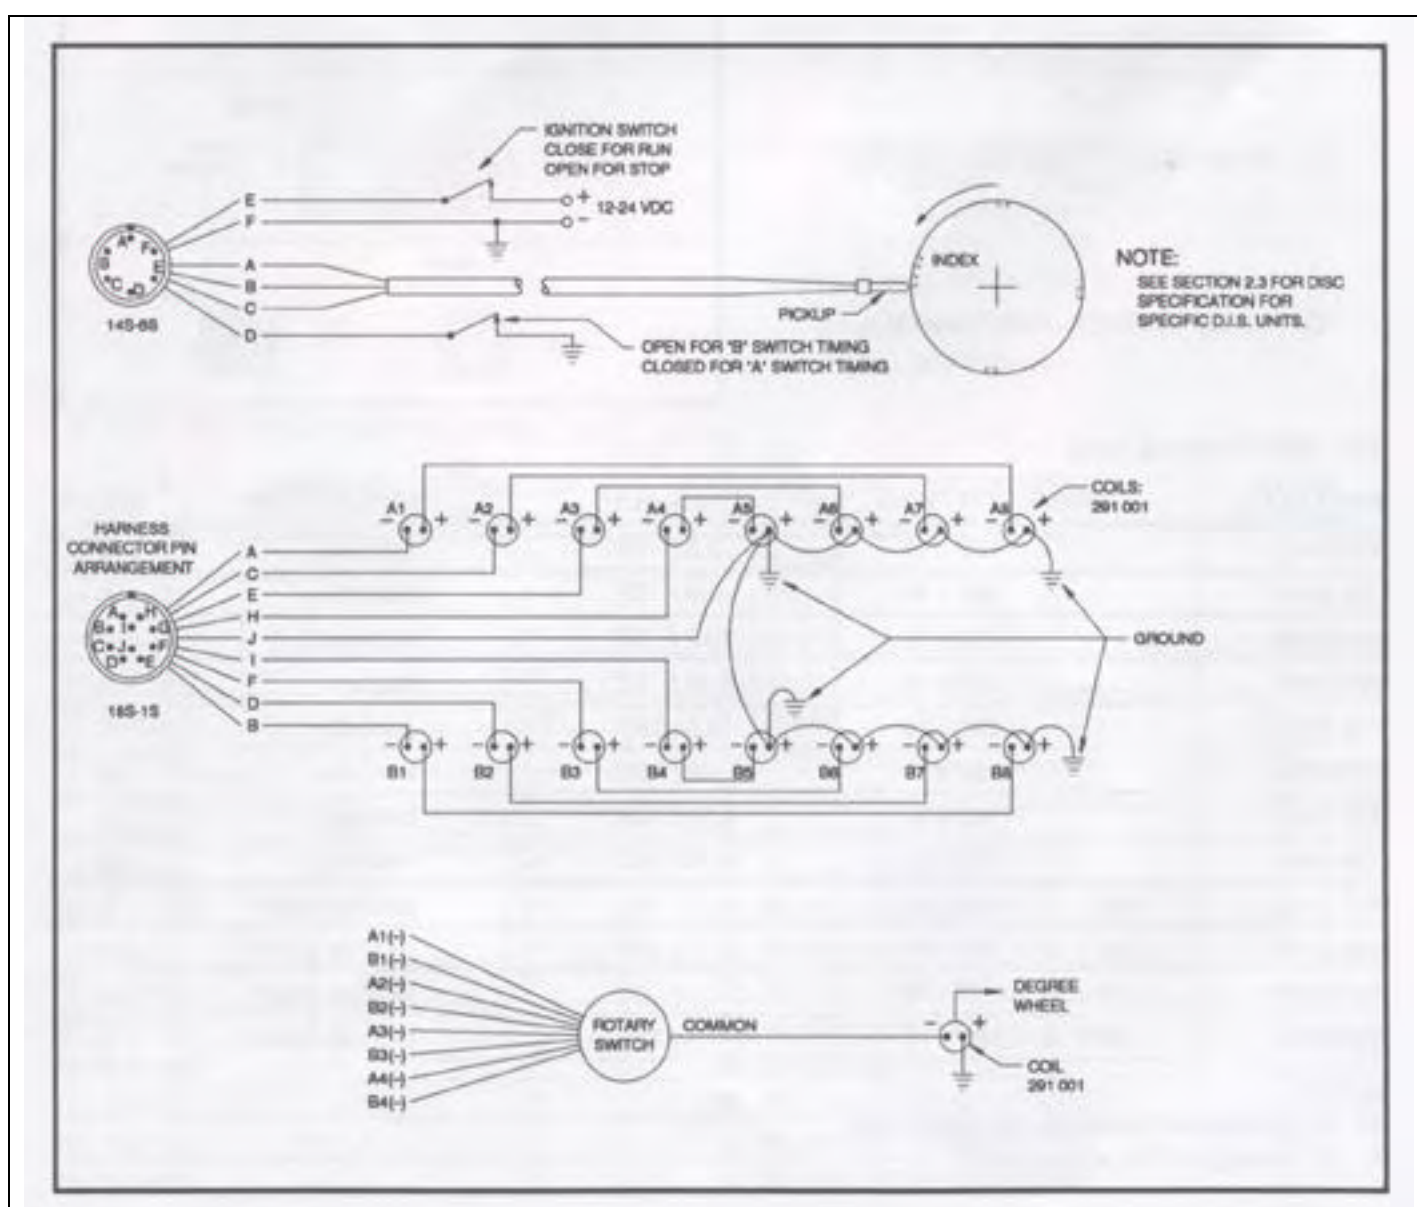 IGNITION SWITCH
CLOSE FOR RUN
OPEN FOR STOP
E
F
+
-
12-24 VDC
A
B
C
D
A
F
B
E
C
D
14S-6S
INDEX
PICKUP
NOTE:
SEE SECTION 2.3 FOR DISC
SPECIFICATION FOR
SPECIFIC D.I.S. UNITS.
OPEN FOR "B" SWITCH TIMING
CLOSED FOR "A" SWITCH TIMING
COILS:
291 001
A1 A2 A3 A4 A5 A6 A7 A8
- + - + - + - + - + - + - + - +
HARNESS
CONNECTOR PIN
ARRANGEMENT
A
C
E
H
J
I
F
D
B
A H
B I G
C J F
D E
18S-1S
GROUND
- + - + - + - + - + - + - + - +
B1 B2 B3 B4 B5 B6 B7 B8
A1(-)
B1(-)
A2(-)
B2(-)
A3(-)
B3(-)
A4(-)
B4(-)
ROTARY
SWITCH
COMMON
DEGREE
WHEEL
- +
COIL
291 001